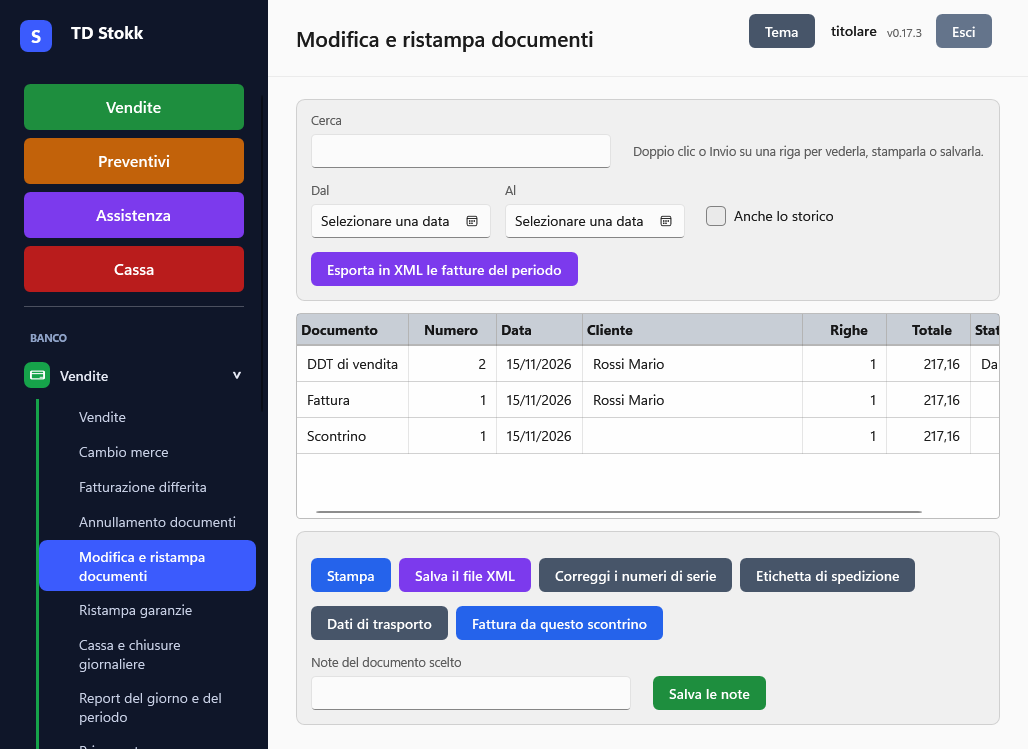 S
TD Stokk
Vendite
Preventivi
Assistenza
Cassa
BANCO
Vendite
Vendite
Cambio merce
Fatturazione differita
Annullamento documenti
Modifica e ristampa
documenti
Ristampa garanzie
Cassa e chiusure
giornaliere
Report del giorno e del
periodo
Modifica e ristampa documenti
Tema
titolare
v0.17.3
Esci
Cerca
Doppio clic o Invio su una riga per vederla, stamparla o salvarla.
Dal
Al
Selezionare una data
Selezionare una data
Anche lo storico
Esporta in XML le fatture del periodo
Documento Numero Data Cliente Righe Totale Stat
DDT di vendita 2 15/11/2026 Rossi Mario 1 217,16 Da
Fattura 1 15/11/2026 Rossi Mario 1 217,16
Scontrino 1 15/11/2026 1 217,16
Stampa
Salva il file XML
Correggi i numeri di serie
Etichetta di spedizione
Dati di trasporto
Fattura da questo scontrino
Note del documento scelto
Salva le note